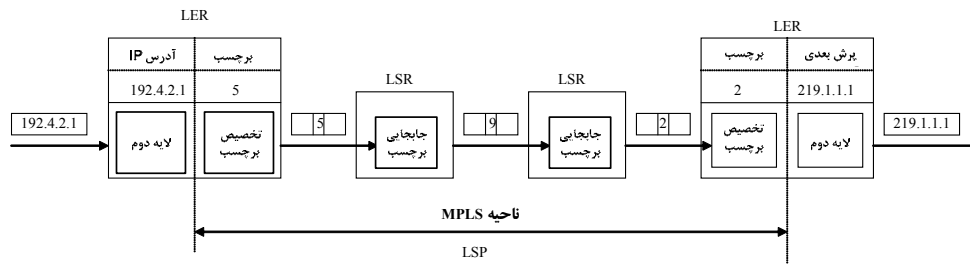 LER
LER
آدرس IP
برچسب
192.4.2.1
5
لایه دوم
تخصیص
برچسب
192.4.2.1
5
LSR
جابجایی
برچسب
9
LSR
جابجایی
برچسب
2
برچسب
پرش بعدی
2
219.1.1.1
تخصیص
برچسب
لایه دوم
219.1.1.1
ناحیه MPLS
LSP